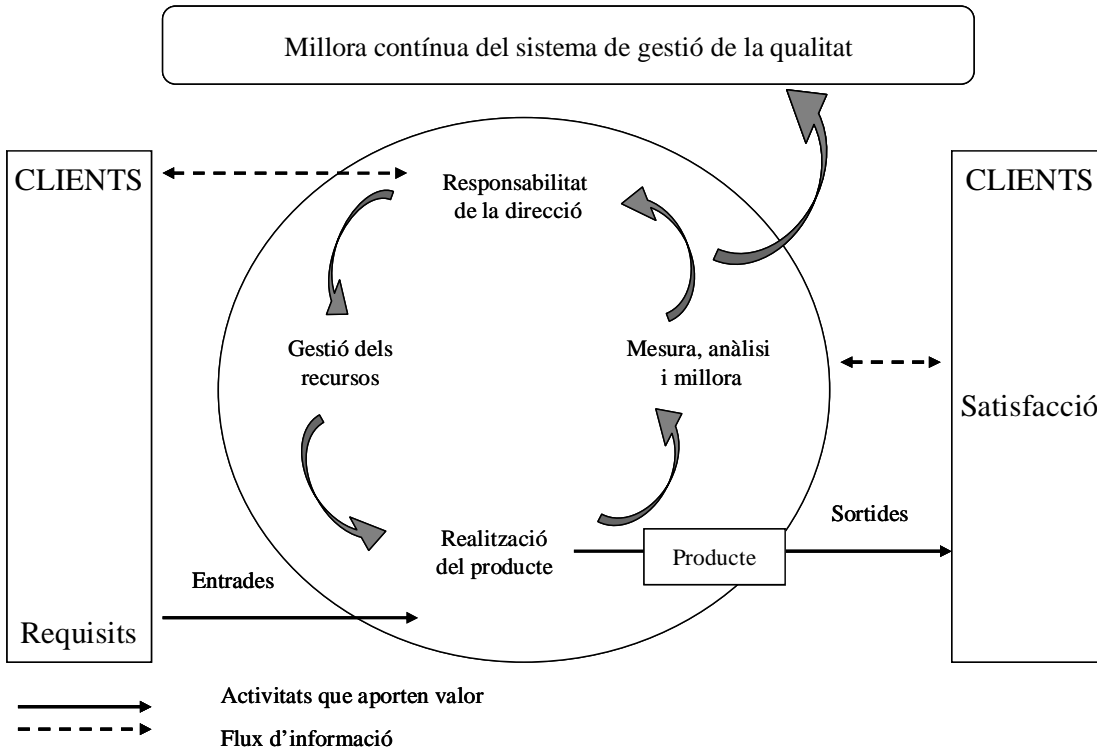 Millora contínua del sistema de gestió de la qualitat
CLIENTS
Responsabilitat
de la direcció
CLIENTS
Gestió dels
recursos
Mesura, anàlisi
i millora
Satisfacció
Sortides
Realització
del producte
Producte
Entrades
Requisits
Activitats que aporten valor
Flux d’informació